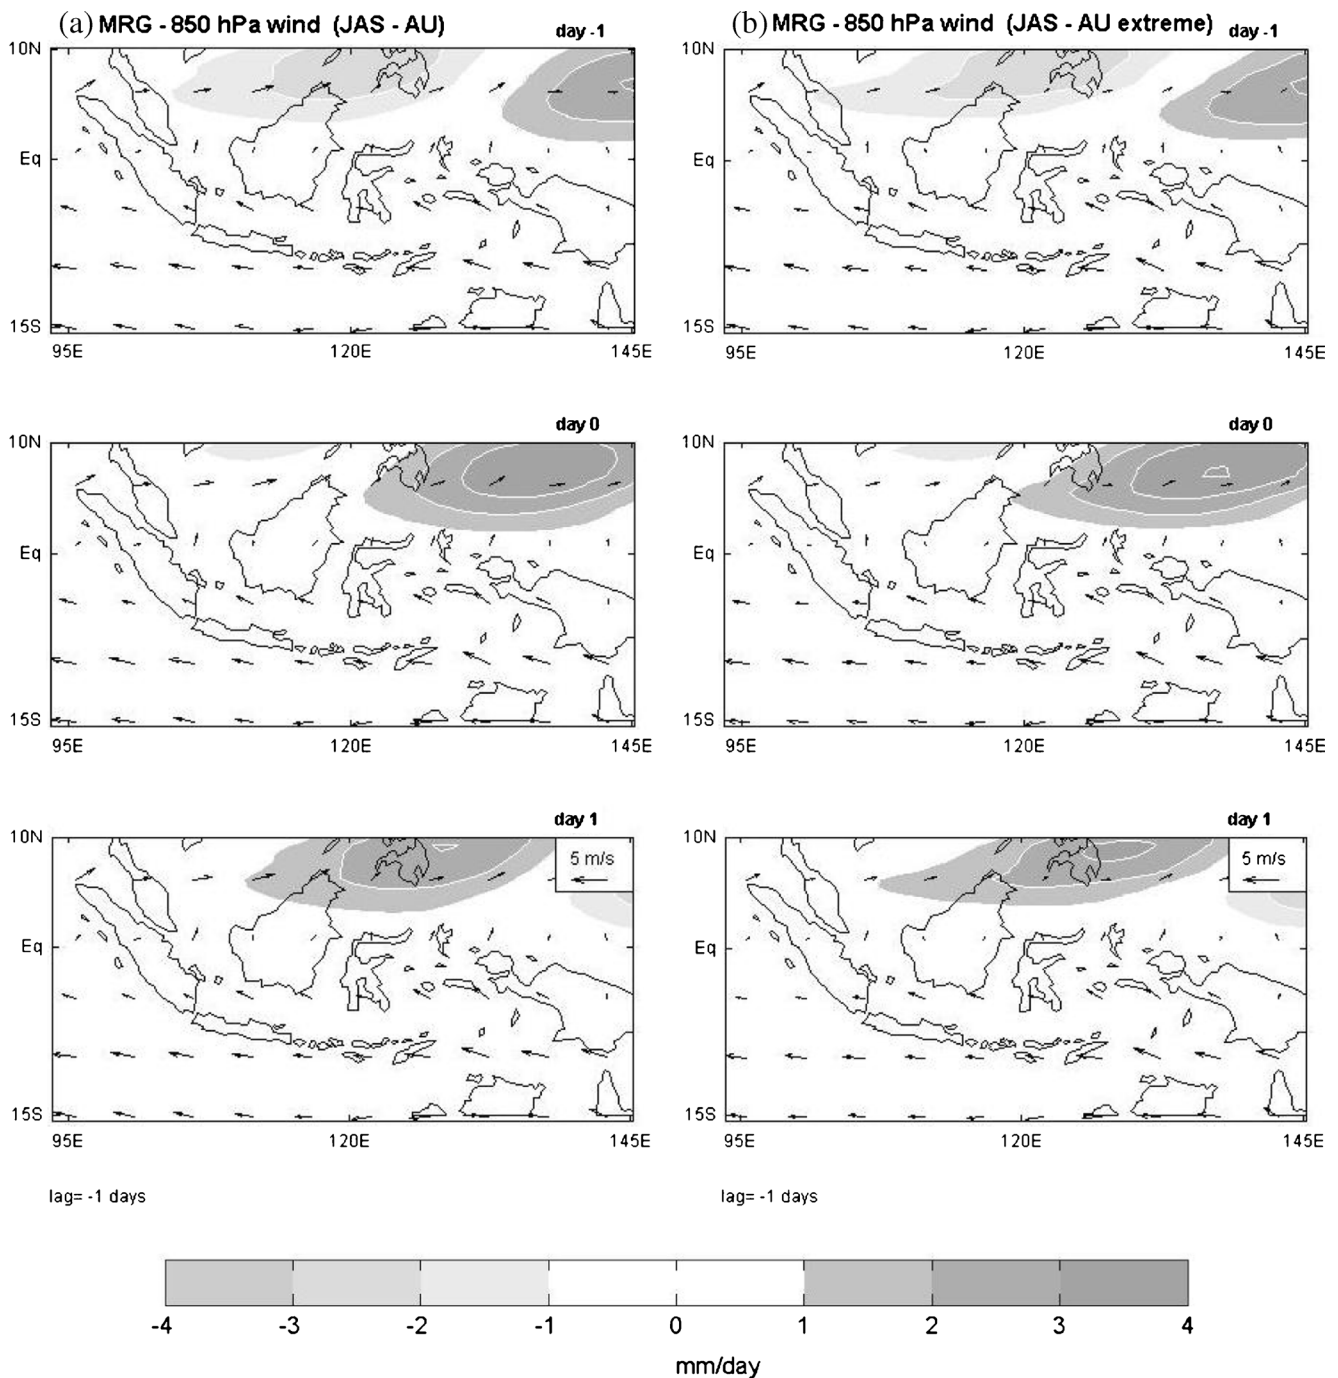 (a) MRG - 850 hPa wind (JAS - AU)
day -1
10N
Eq
15S
95E 120E 145E
(b) MRG - 850 hPa wind (JAS - AU extreme)
day -1
10N
Eq
15S
95E 120E 145E
day 0
10N
Eq
15S
95E 120E 145E
day 0
10N
Eq
15S
95E 120E 145E
day 1
10N
5 m/s
Eq
15S
95E 120E 145E
day 1
10N
5 m/s
Eq
15S
95E 120E 145E
lag= -1 days
lag= -1 days
-4 -3 -2 -1 0 1 2 3 4
mm/day